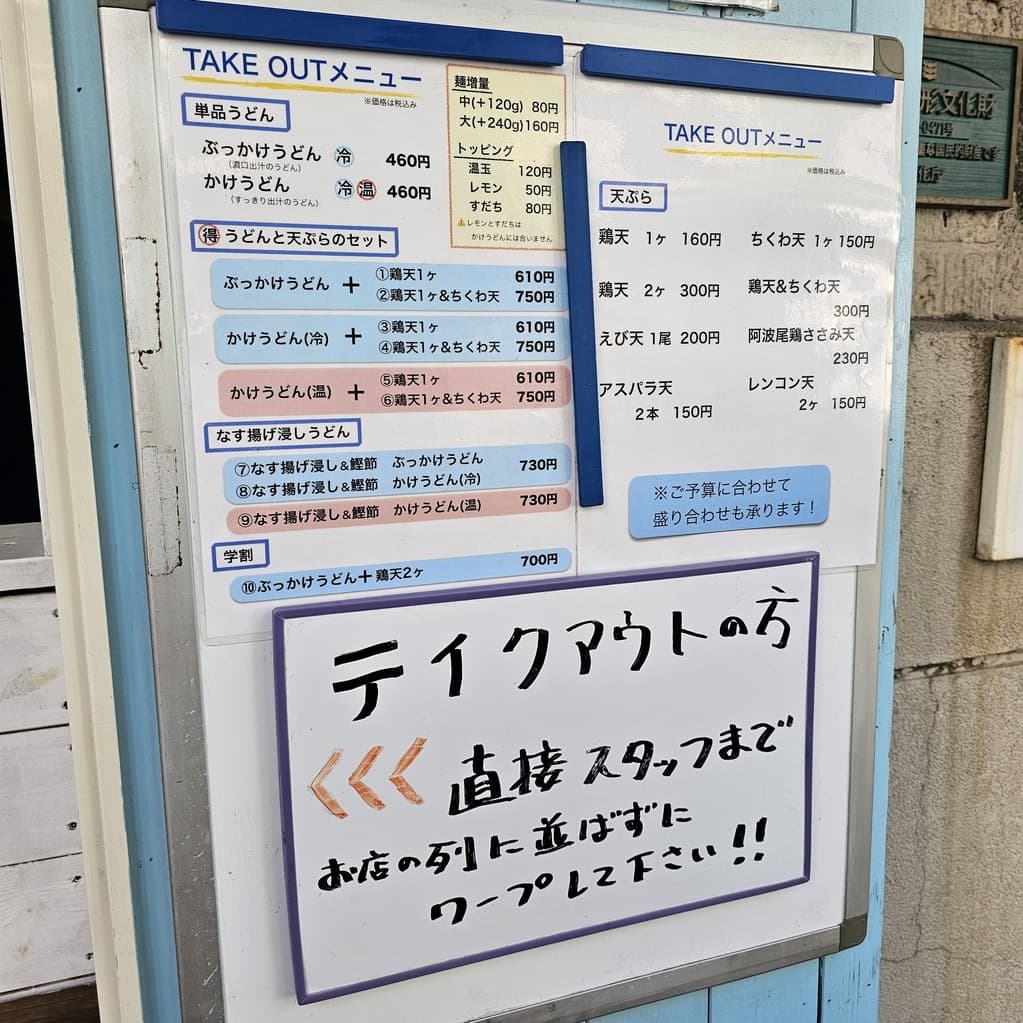 TAKE OUTメニュー
※価格は税込み
単品うどん
ぶっかけうどん 冷 460円
(濃口出汁のうどん)
かけうどん 冷 温 460円
(すっきり出汁のうどん)
麺増量
中(+120g) 80円
大(+240g)160円
トッピング
温玉 120円
レモン 50円
すだち 80円
⚠レモンとすだちは
かけうどんには合いません
得 うどんと天ぷらのセット
ぶっかけうどん + ①鶏天1ヶ 610円
②鶏天1ヶ&ちくわ天 750円
かけうどん(冷) + ③鶏天1ヶ 610円
④鶏天1ヶ&ちくわ天 750円
かけうどん(温) + ⑤鶏天1ヶ 610円
⑥鶏天1ヶ&ちくわ天 750円
なす揚げ浸しうどん
⑦なす揚げ浸し&鰹節 ぶっかけうどん 730円
⑧なす揚げ浸し&鰹節 かけうどん(冷)
⑨なす揚げ浸し&鰹節 かけうどん(温) 730円
学割
⑩ぶっかけうどん+鶏天2ヶ 700円
TAKE OUTメニュー
※価格は税込み
天ぷら
鶏天 1ヶ 160円 ちくわ天 1ヶ 150円
鶏天 2ヶ 300円 鶏天&ちくわ天
300円
えび天 1尾 200円 阿波尾鶏ささみ天
230円
アスパラ天 レンコン天
2本 150円 2ヶ 150円
※ご予算に合わせて
盛り合わせも承ります!
テイクアウトの方
<<< 直接スタッフまで
お店の列に並ばずに
ワープして下さい!!
形文化財